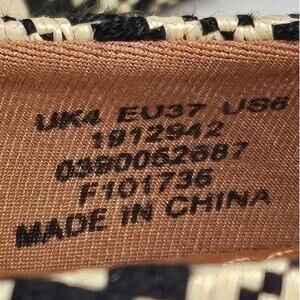 UK4 EU37 US6
1912942
0390052687
F101736
MADE IN CHINA